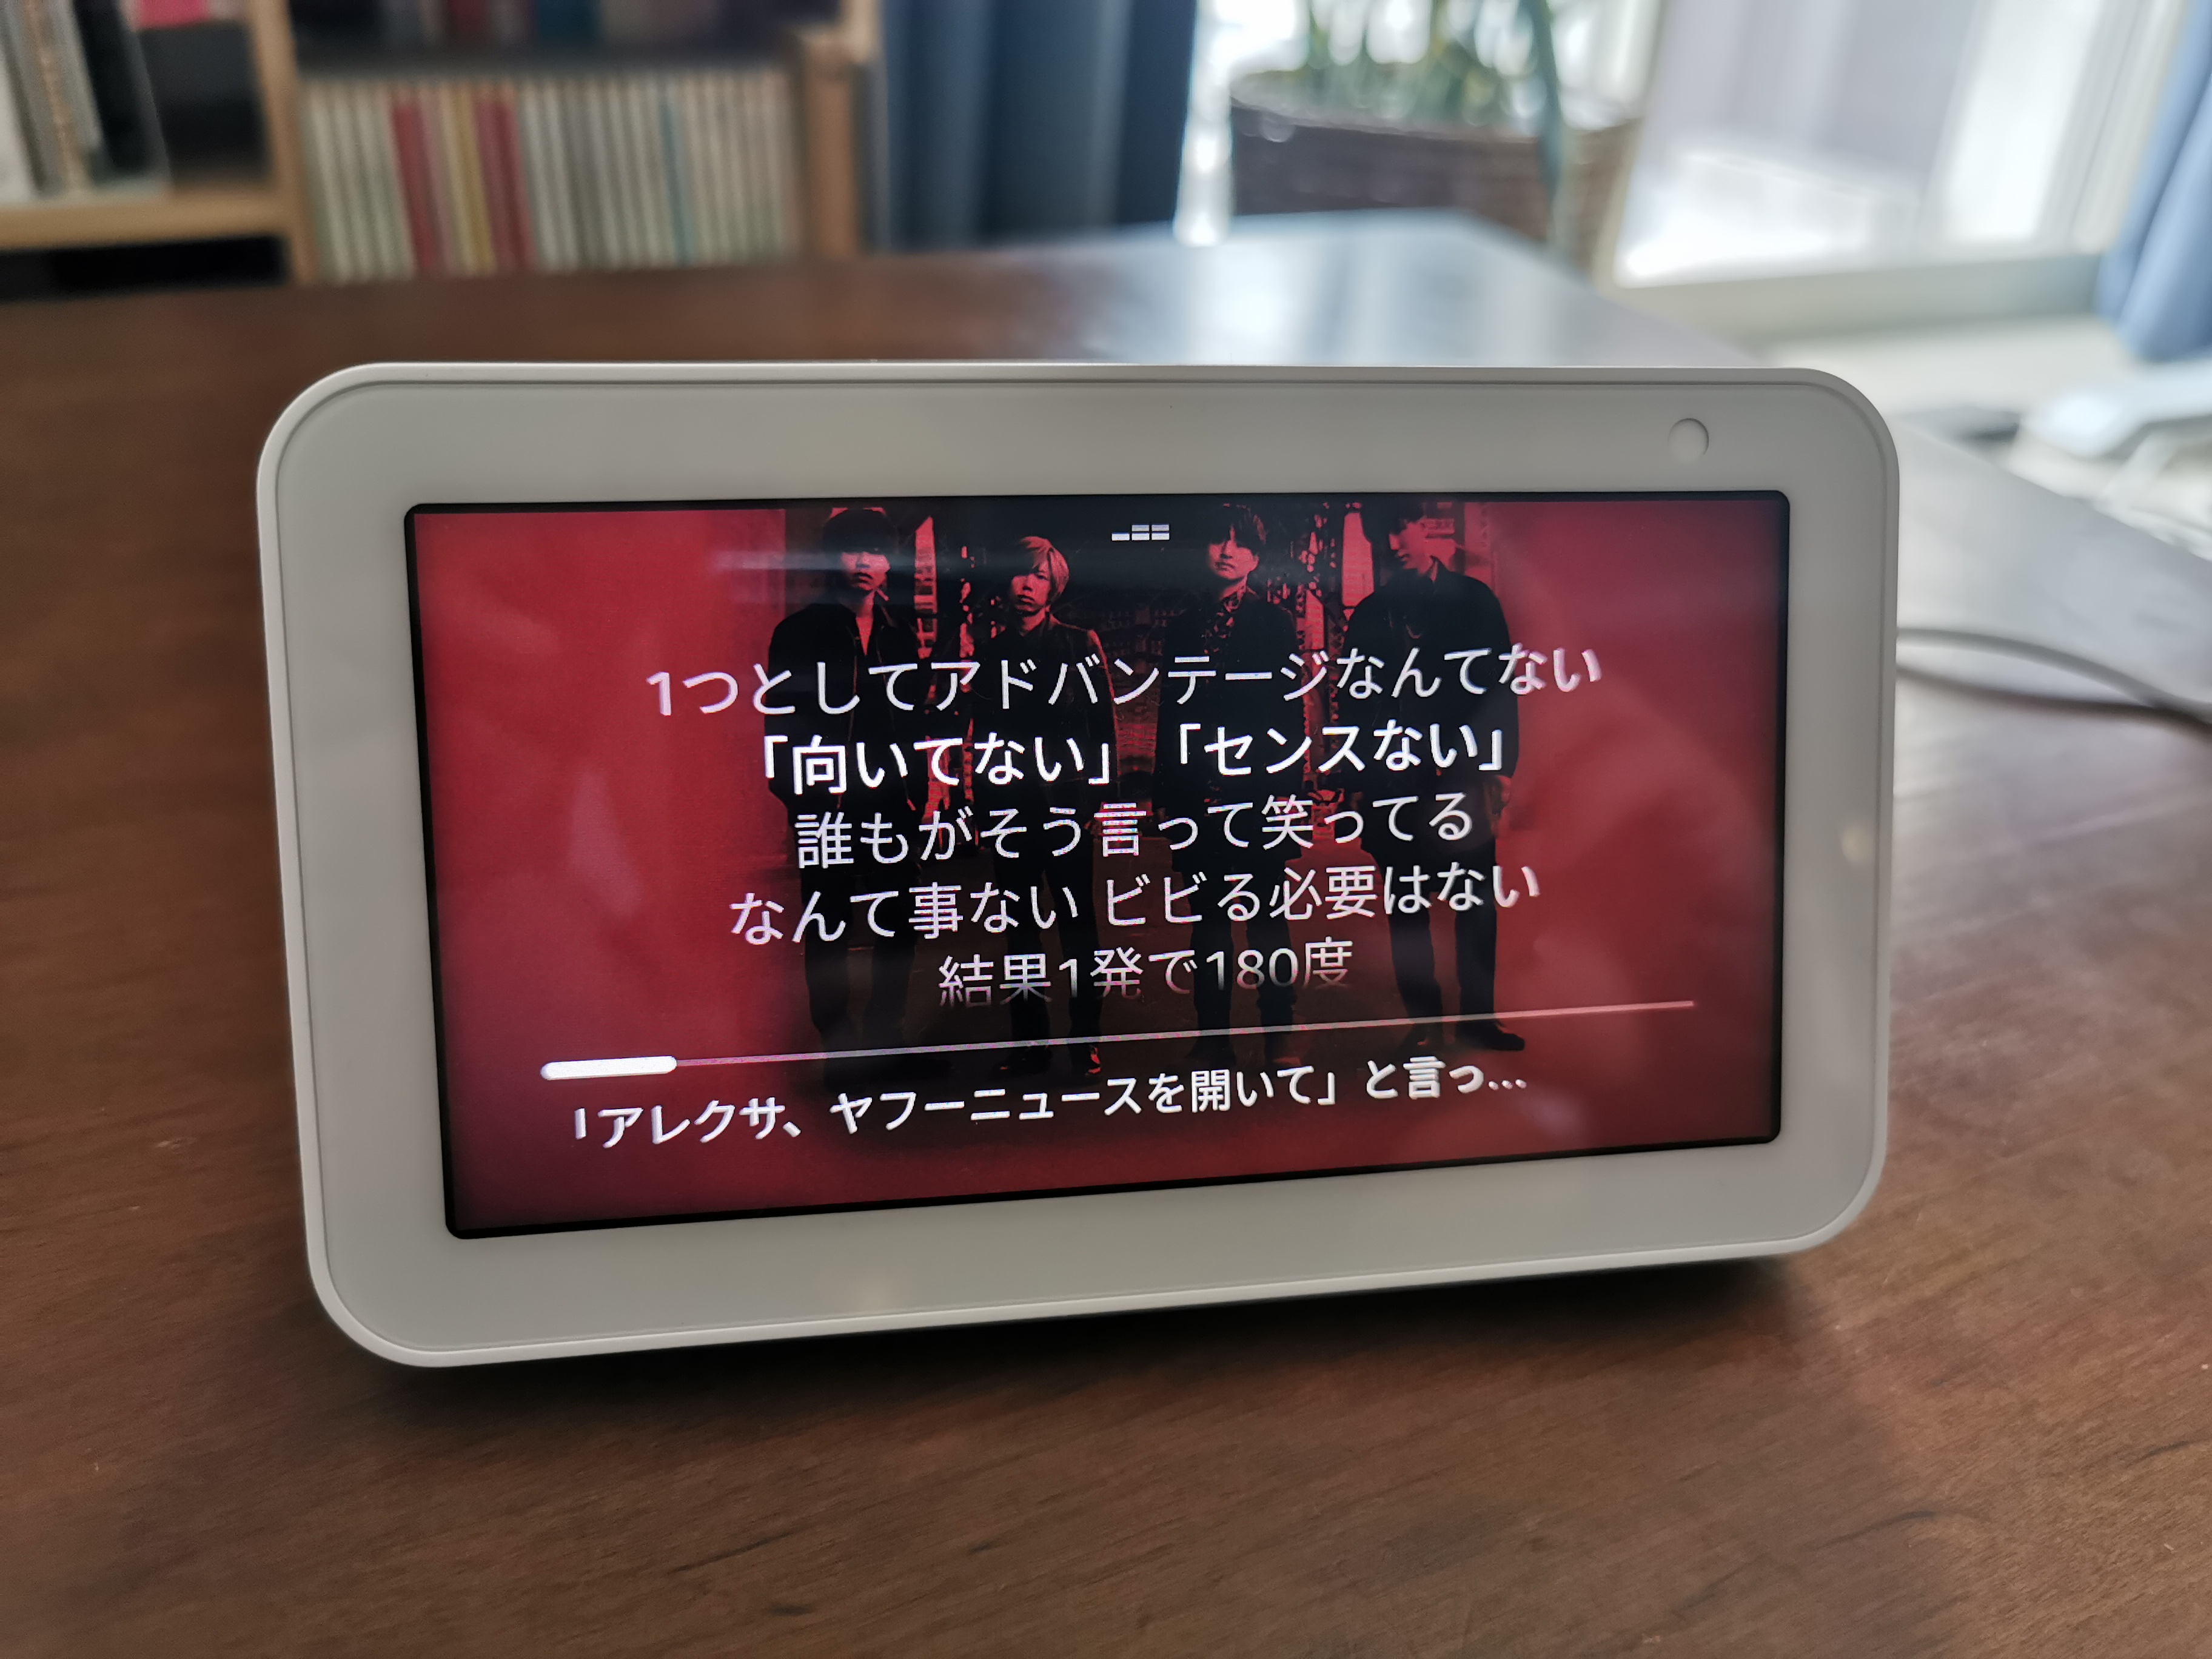 1つとしてアドバンテージなんてない
「向いてない」 「センスない」
誰もがそう言って笑ってる
なんて事ない ビビる必要はない
結果1発で180度
「アレクサ、ヤフーニュースを開いて」と言っ...